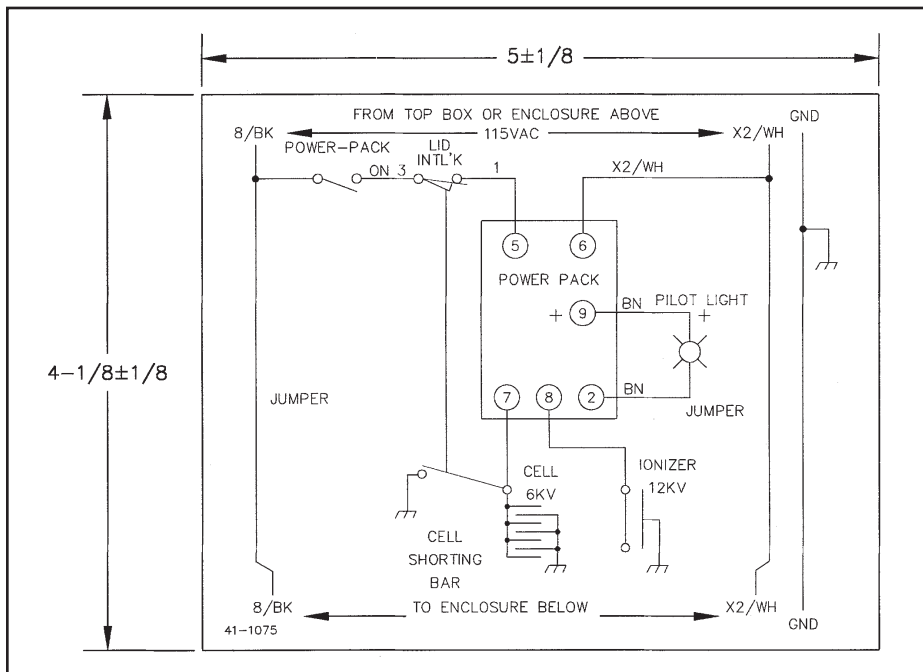 5±1/8
FROM TOP BOX OR ENCLOSURE ABOVE
GND
8/BK
115VAC
X2/WH
POWER-PACK
LID
INTL'K
ON 3
1
X2/WH
5
6
POWER PACK
+ 9
BN
PILOT LIGHT
+
4-1/8±1/8
7
8
2
BN
JUMPER
JUMPER
CELL
6KV
IONIZER
12KV
CELL
SHORTING
BAR
8/BK
TO ENCLOSURE BELOW
X2/WH
GND
41-1075